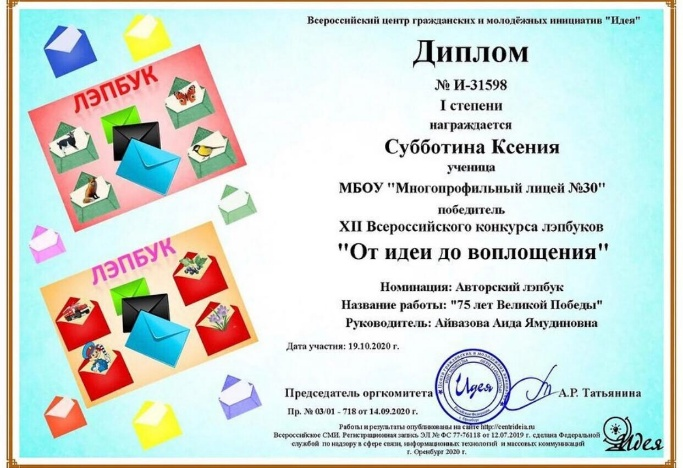 Всероссийский центр гражданских и молодёжных инициатив "Идея"
Диплом
№ И-31598
I степени
награждается
Субботина Ксения
ученица
МБОУ "Многопрофильный лицей №30"
победитель
XII Всероссийского конкурса лэпбуков
"От идеи до воплощения"
Номинация: Авторский лэпбук
Название работы: "75 лет Великой Победы"
Руководитель: Айвазова Аида Ямудиновна
Дата участия: 19.10.2020 г.
Председатель оргкомитета
А.Р. Татьянина
Пр. № 03/01 - 718 от 14.09.2020 г.
Работы и результаты опубликованы на сайте http://centrideia.ru
Всероссийское СМИ. Регистрационная запись ЭЛ № ФС 77-76118 от 12.07.2019 г. сделана Федеральной
службой по надзору в сфере связи, информационных технологий и массовых коммуникаций
г. Оренбург 2020 г.
ЛЭПБУК
ЛЭПБУК
Идея
Идея